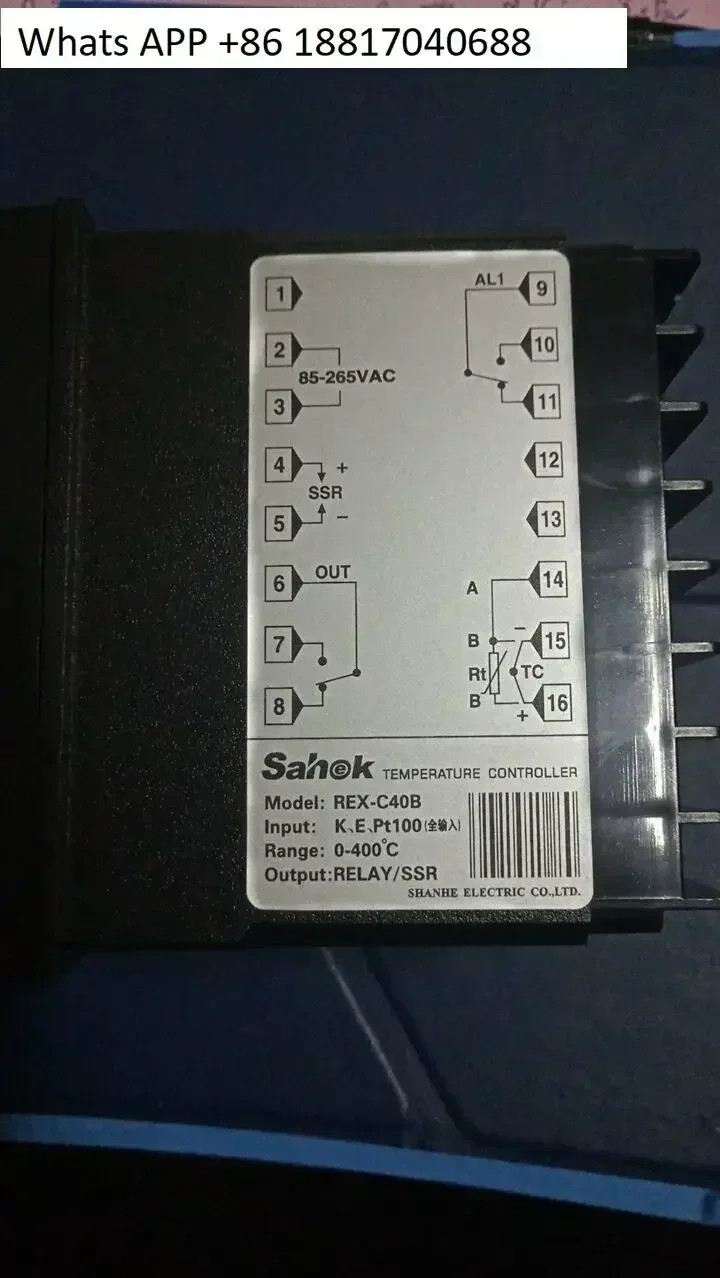 Whats APP +86 18817040688
1
2
85-265VAC
3
4 +
SSR
5 −
6 OUT
7
8
AL1 9
10
11
12
13
A 14
B − 15
Rt TC
B + 16
Sahek TEMPERATURE CONTROLLER
Model: REX-C40B
Input: K、E、Pt100(全输入)
Range: 0-400℃
Output:RELAY/SSR
SHANHE ELECTRIC CO.,LTD.